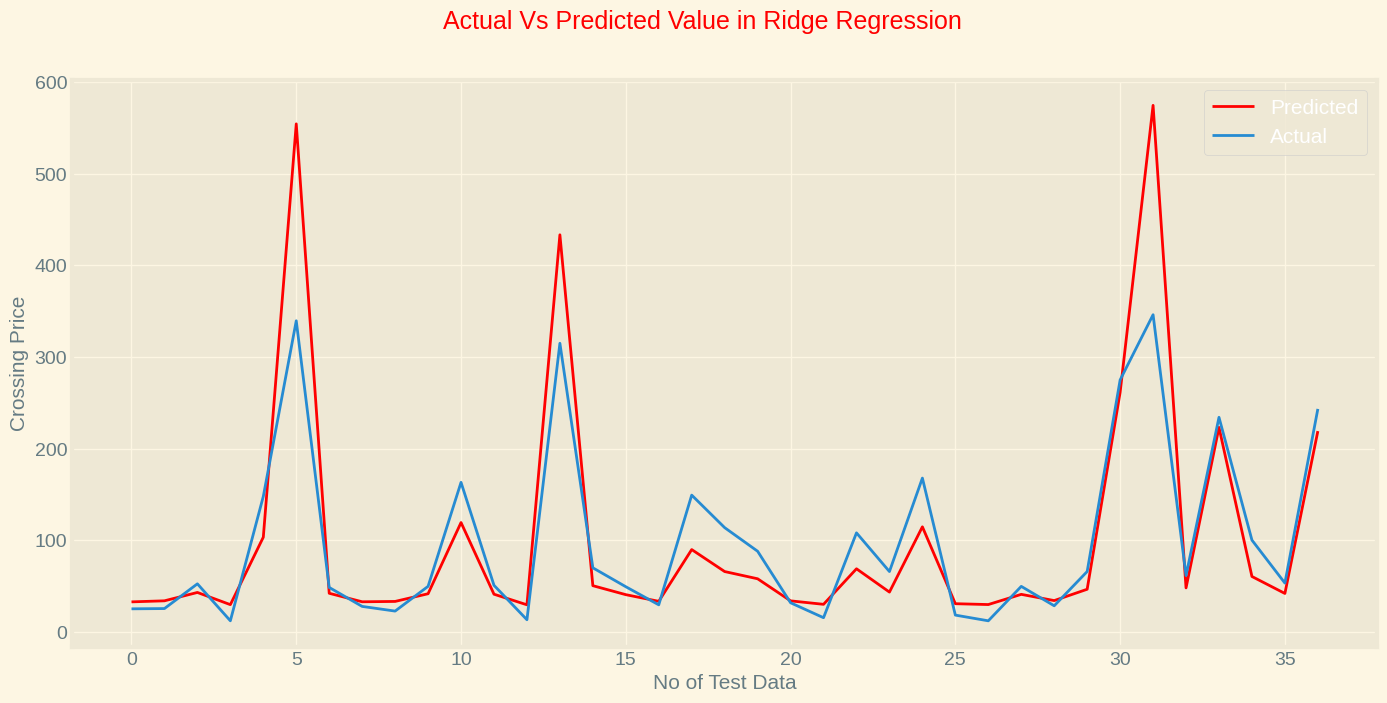 Actual Vs Predicted Value in Ridge Regression
Predicted
Actual
Crossing Price
600
500
400
300
200
100
0
0 5 10 15 20 25 30 35
No of Test Data